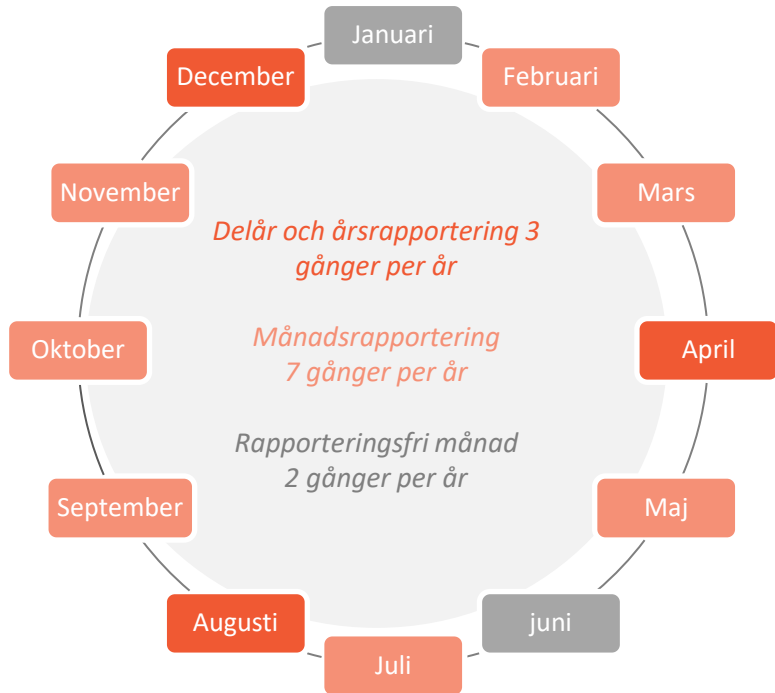 Januari
Februari
Mars
April
Maj
juni
Juli
Augusti
September
Oktober
November
December
Delår och årsrapportering 3
gånger per år
Månadsrapportering
7 gånger per år
Rapporteringsfri månad
2 gånger per år